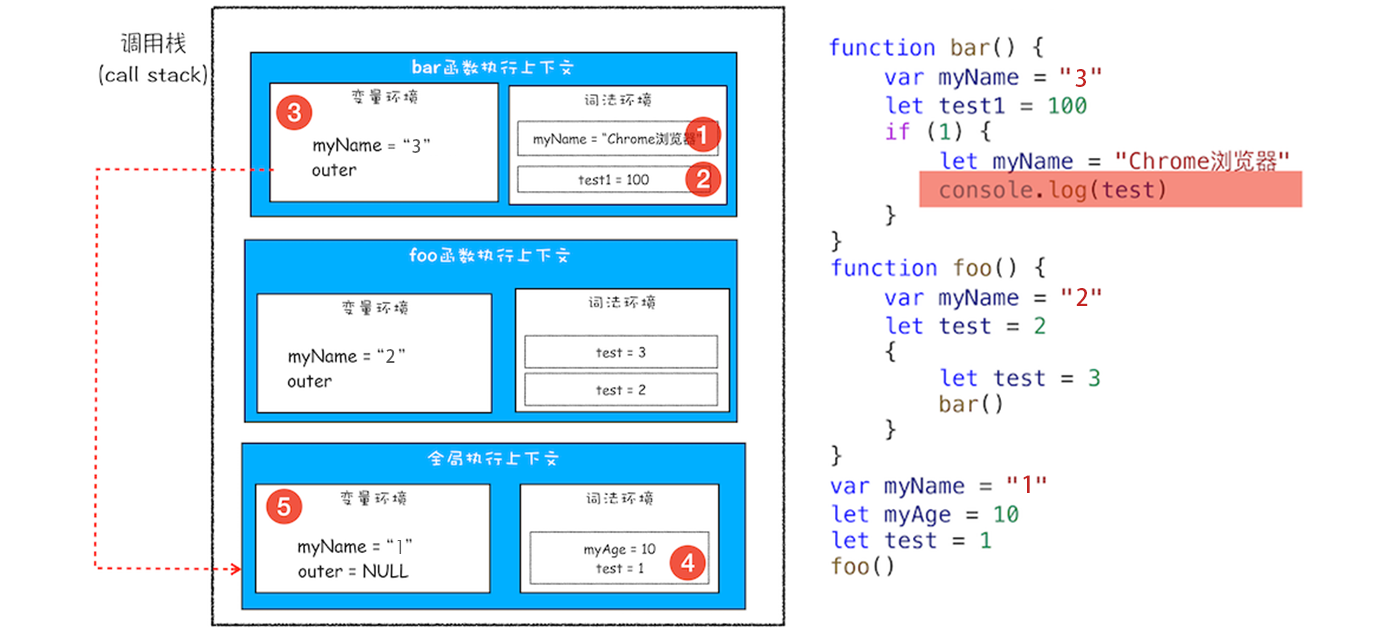 调用栈
(call stack)
bar函数执行上下文
变量环境
3
myName = “3”
outer
词法环境
myName = “Chrome浏览器”
1
test1 = 100
2
foo函数执行上下文
变量环境
myName = “2”
outer
词法环境
test = 3
test = 2
全局执行上下文
变量环境
5
myName = “1”
outer = NULL
词法环境
myAge = 10
test = 1
4
function bar() {
    var myName = "3"
    let test1 = 100
    if (1) {
        let myName = "Chrome浏览器"
        console.log(test)
    }
}
function foo() {
    var myName = "2"
    let test = 2
    {
        let test = 3
        bar()
    }
}
var myName = "1"
let myAge = 10
let test = 1
foo()